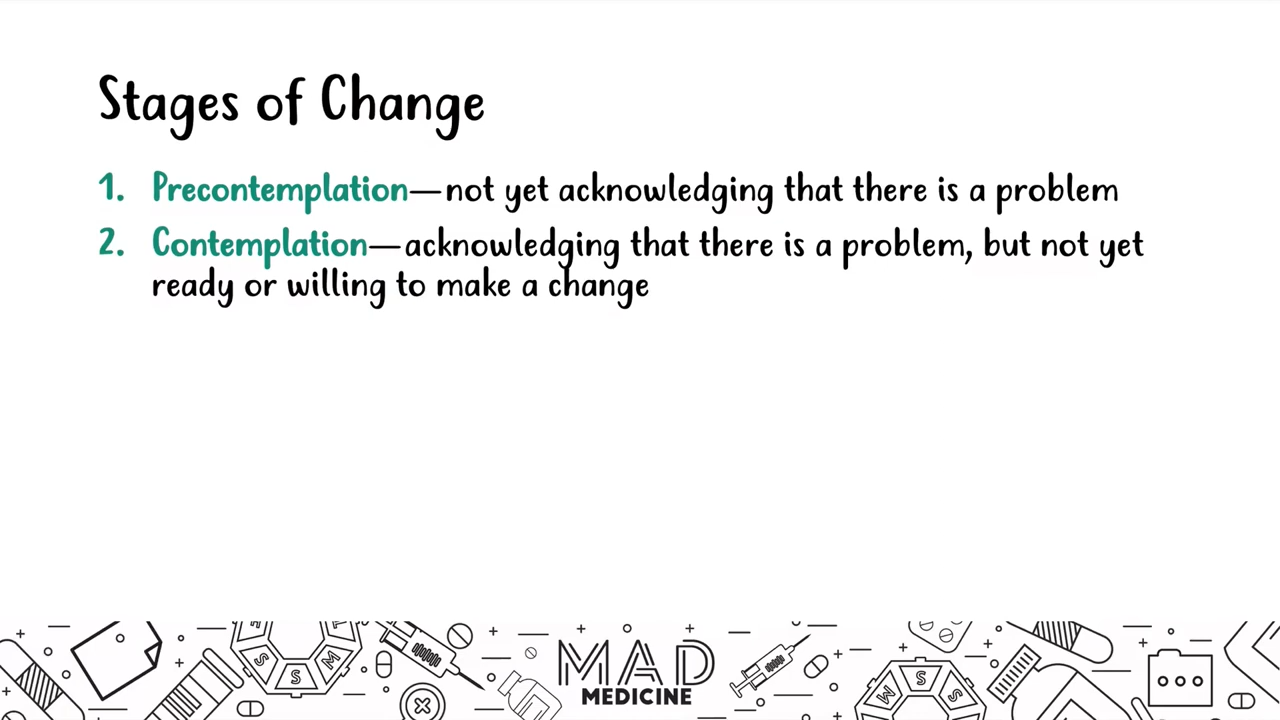 Stages of Change
1. Precontemplation—not yet acknowledging that there is a problem
2. Contemplation—acknowledging that there is a problem, but not yet
ready or willing to make a change
S S M
MAD
MEDICINE
M S S